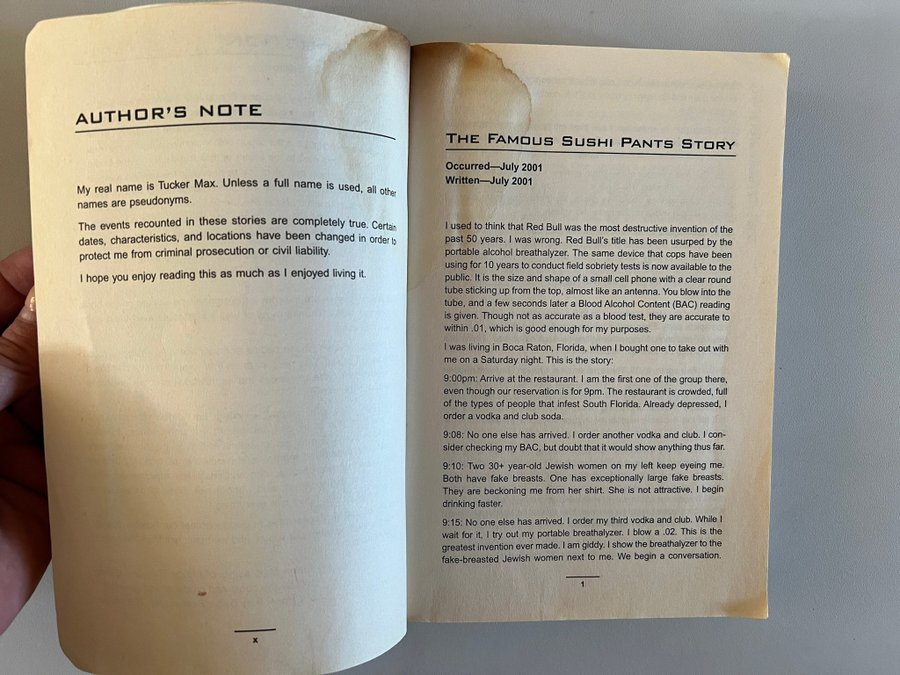 AUTHOR'S NOTE
My real name is Tucker Max. Unless a full name is used, all other
names are pseudonyms.
The events recounted in these stories are completely true. Certain
dates, characteristics, and locations have been changed in order to
protect me from criminal prosecution or civil liability.
I hope you enjoy reading this as much as I enjoyed living it.
x
THE FAMOUS SUSHI PANTS STORY
Occurred—July 2001
Written—July 2001
I used to think that Red Bull was the most destructive invention of the
past 50 years. I was wrong. Red Bull's title has been usurped by the
portable alcohol breathalyzer. The same device that cops have been
using for 10 years to conduct field sobriety tests is now available to the
public. It is the size and shape of a small cell phone with a clear round
tube sticking up from the top, almost like an antenna. You blow into the
tube, and a few seconds later a Blood Alcohol Content (BAC) reading
is given. Though not as accurate as a blood test, they are accurate to
within .01, which is good enough for my purposes.
I was living in Boca Raton, Florida, when I bought one to take out with
me on a Saturday night. This is the story:
9:00pm: Arrive at the restaurant. I am the first one of the group there,
even though our reservation is for 9pm. The restaurant is crowded, full
of the types of people that infest South Florida. Already depressed, I
order a vodka and club soda.
9:08: No one else has arrived. I order another vodka and club. I con-
sider checking my BAC, but doubt that it would show anything thus far.
9:10: Two 30+ year-old Jewish women on my left keep eyeing me.
Both have fake breasts. One has exceptionally large fake breasts.
They are beckoning me from her shirt. She is not attractive. I begin
drinking faster.
9:15: No one else has arrived. I order my third vodka and club. While I
wait for it, I try out my portable breathalyzer. I blow a .02. This is the
greatest invention ever made. I am giddy. I show the breathalyzer to the
fake-breasted Jewish women next to me. We begin a conversation.
1